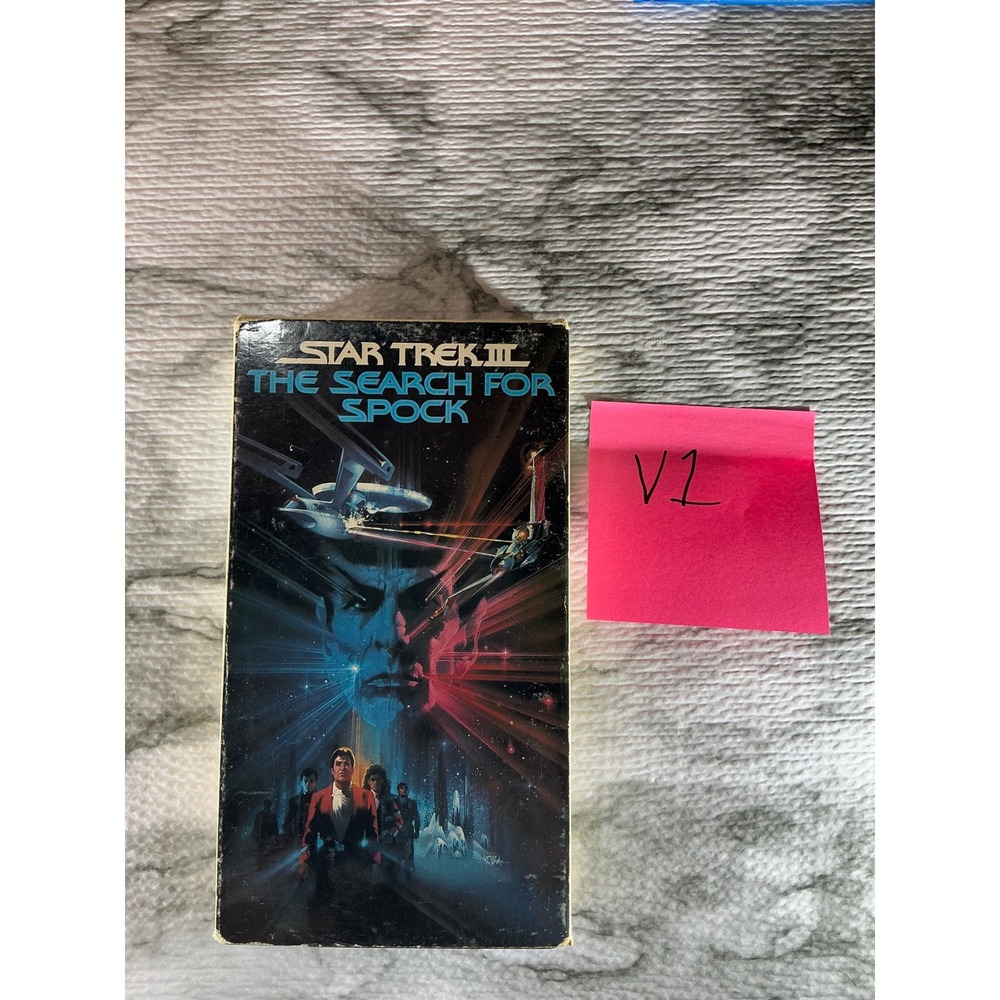 STAR TREK III
THE SEARCH FOR
SPOCK
V1